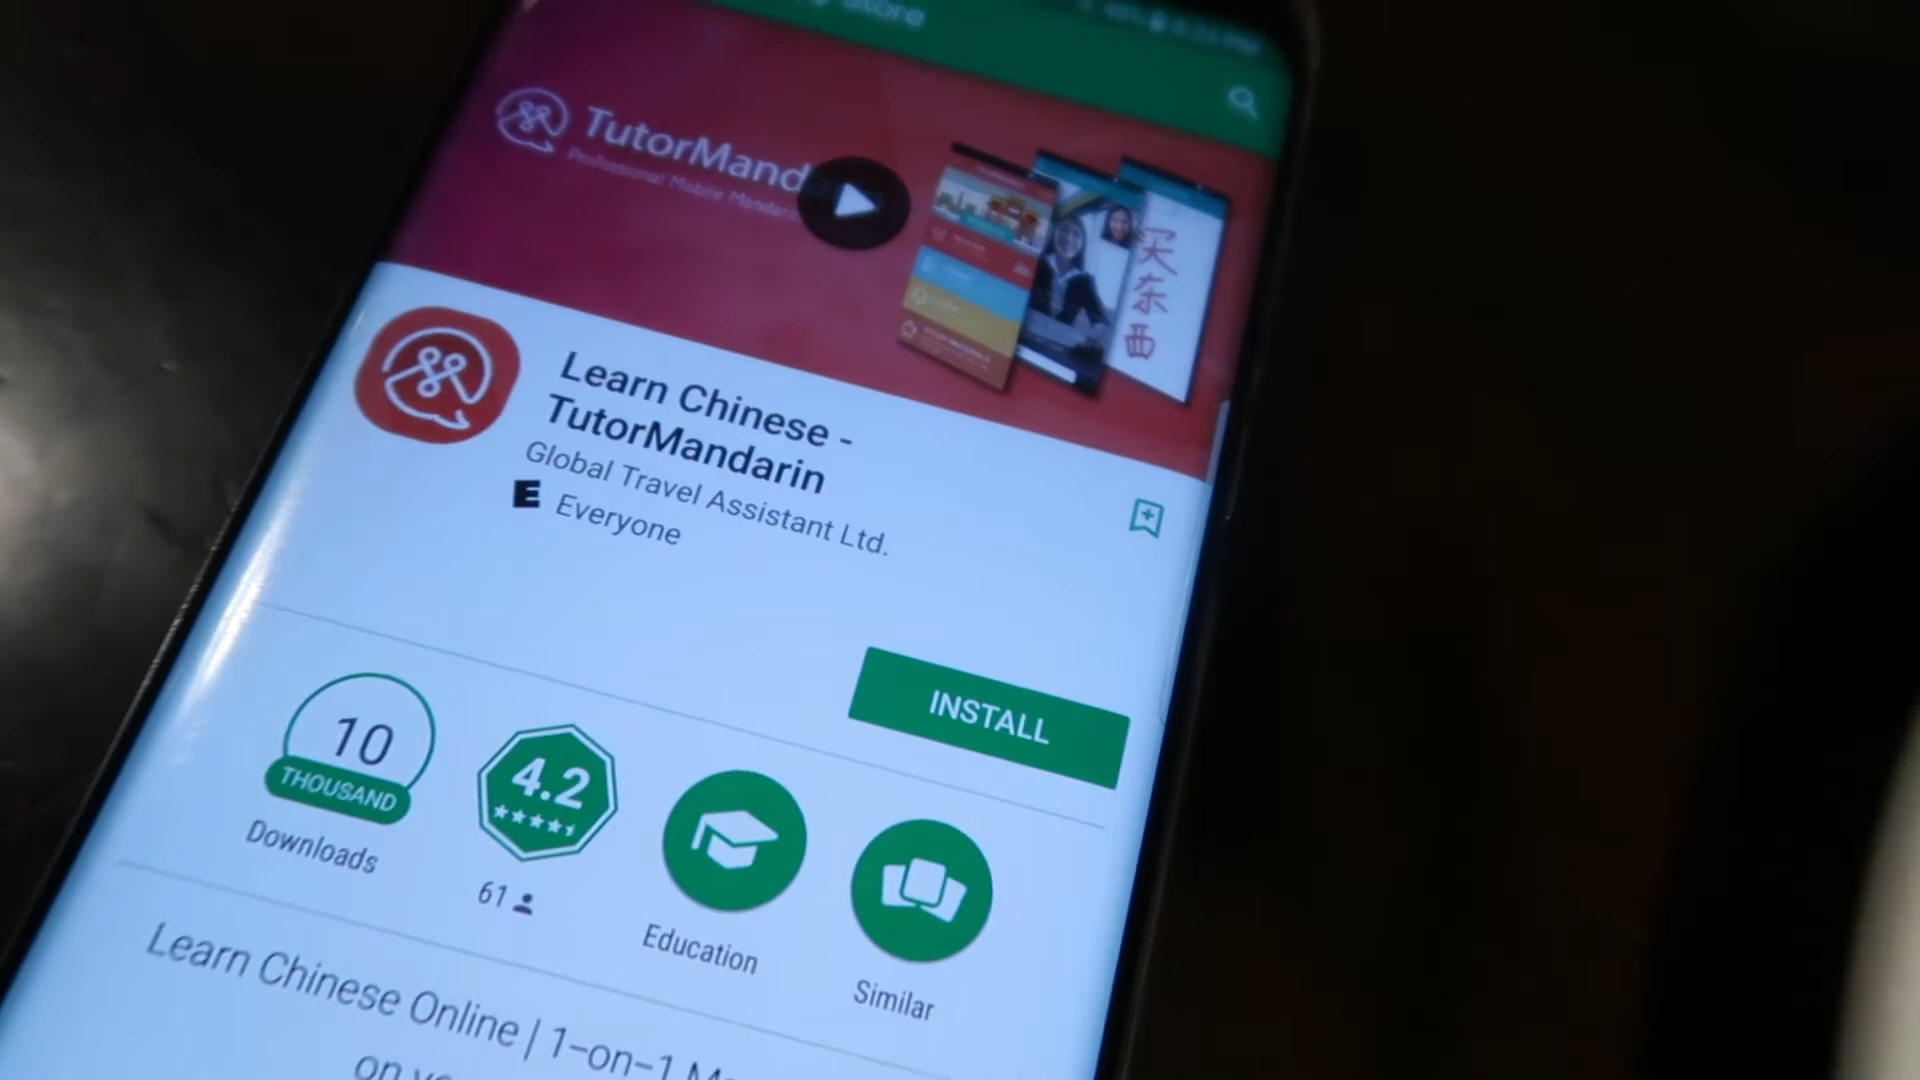 TutorMand
Professional Mobile Mandarin
买
东
西
Learn Chinese -
TutorMandarin
Global Travel Assistant Ltd.
E Everyone
INSTALL
10
THOUSAND
Downloads
4.2
61
Education
Similar
Learn Chinese Online | 1-on-1
on